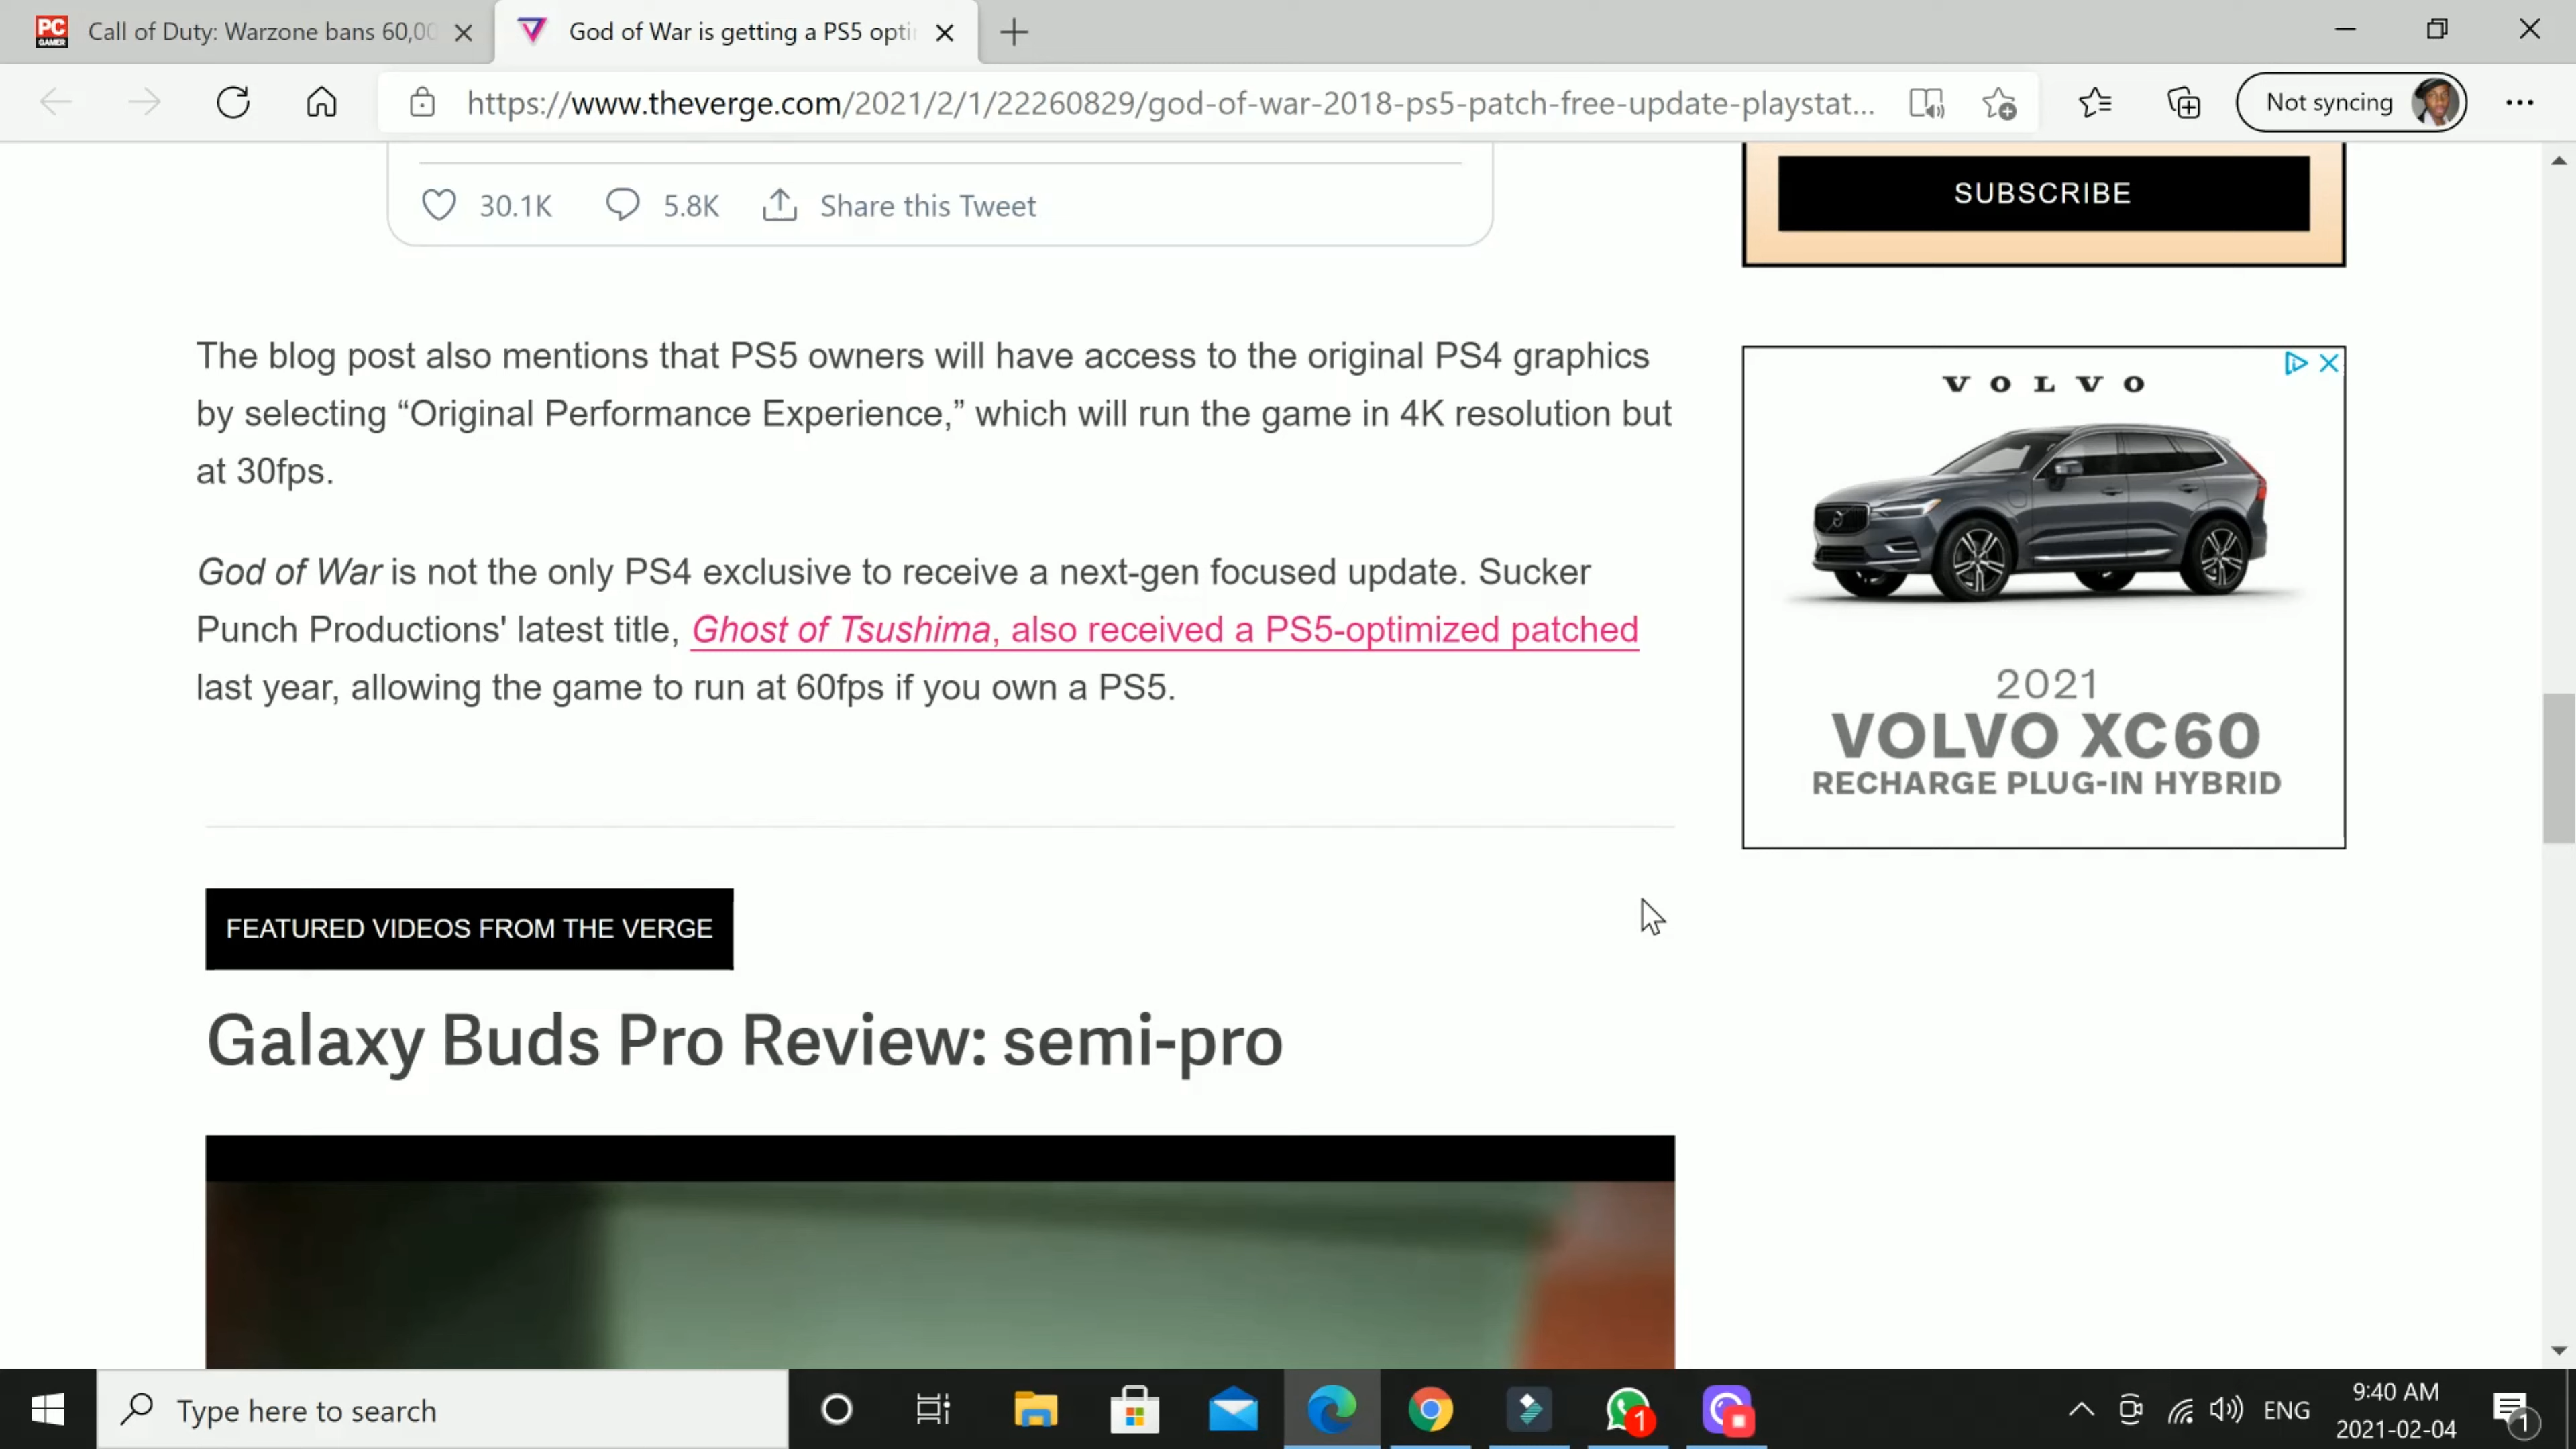 PC
GAMER
Call of Duty: Warzone bans 60,00
God of War is getting a PS5 opti
https://www.theverge.com/2021/2/1/22260829/god-of-war-2018-ps5-patch-free-update-playstat...
Not syncing
30.1K
5.8K
Share this Tweet
SUBSCRIBE
The blog post also mentions that PS5 owners will have access to the original PS4 graphics
by selecting “Original Performance Experience,” which will run the game in 4K resolution but
at 30fps.
God of War is not the only PS4 exclusive to receive a next-gen focused update. Sucker
Punch Productions' latest title, Ghost of Tsushima, also received a PS5-optimized patched
last year, allowing the game to run at 60fps if you own a PS5.
VOLVO
2021
VOLVO XC60
RECHARGE PLUG-IN HYBRID
FEATURED VIDEOS FROM THE VERGE
Galaxy Buds Pro Review: semi-pro
Type here to search
1
ENG
9:40 AM
2021-02-04
1